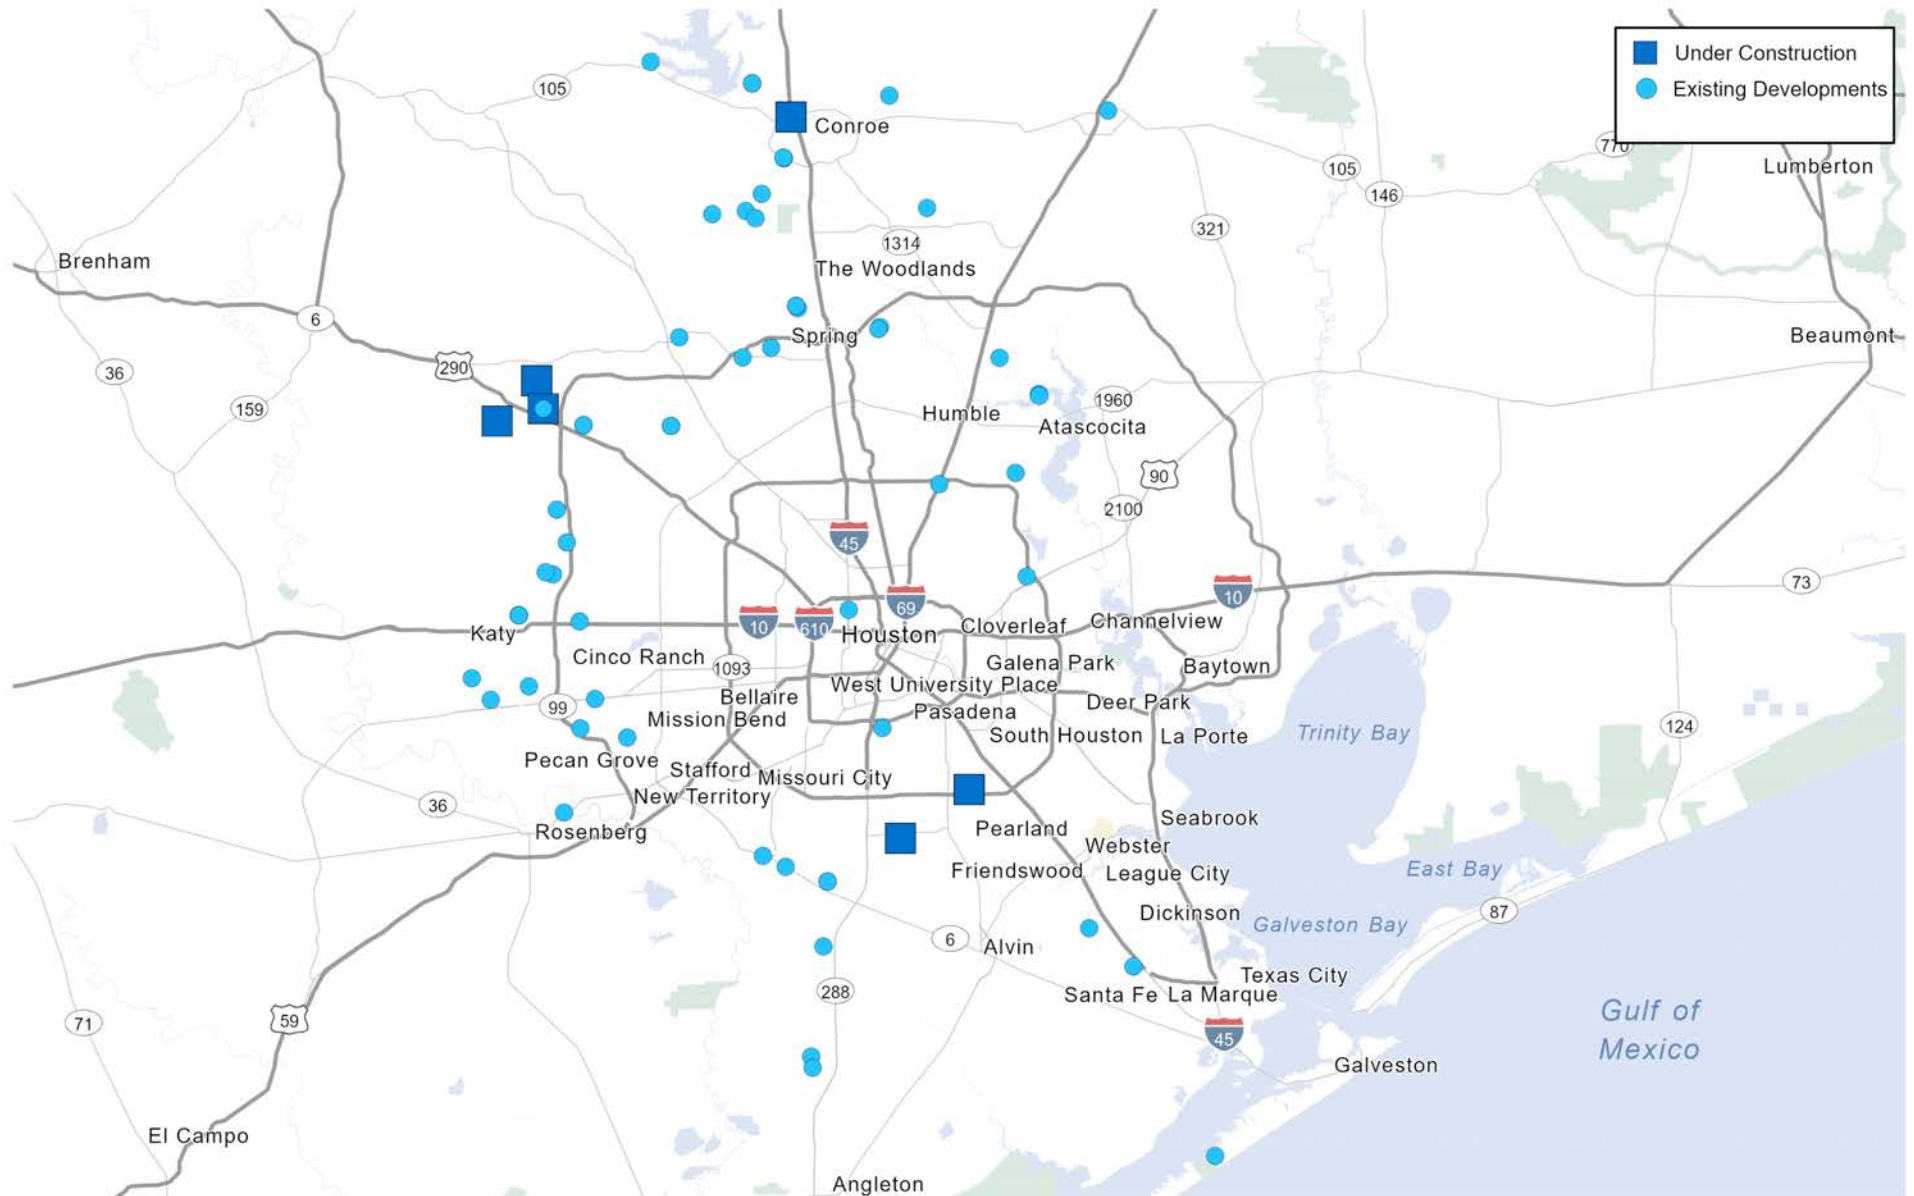 Under Construction
Existing Developments
105
Conroe
770
Lumberton
105
146
321
1314
Brenham
The Woodlands
6
Spring
Beaumont
290
36
159
1960
Humble
Atascocita
90
2100
45
73
10
69
10
610
Katy
Houston
Cloverleaf
Channelview
Cinco Ranch
1093
Galena Park
Baytown
West University Place
Bellaire
99
Mission Bend
Pasadena
Deer Park
124
South Houston
La Porte
Trinity Bay
Pecan Grove
Stafford
Missouri City
New Territory
36
Rosenberg
Pearland
Seabrook
Webster
Friendswood
League City
East Bay
Dickinson
87
Galveston Bay
6
Alvin
Texas City
288
Santa Fe
La Marque
71
59
45
Gulf of
Mexico
Galveston
El Campo
Angleton